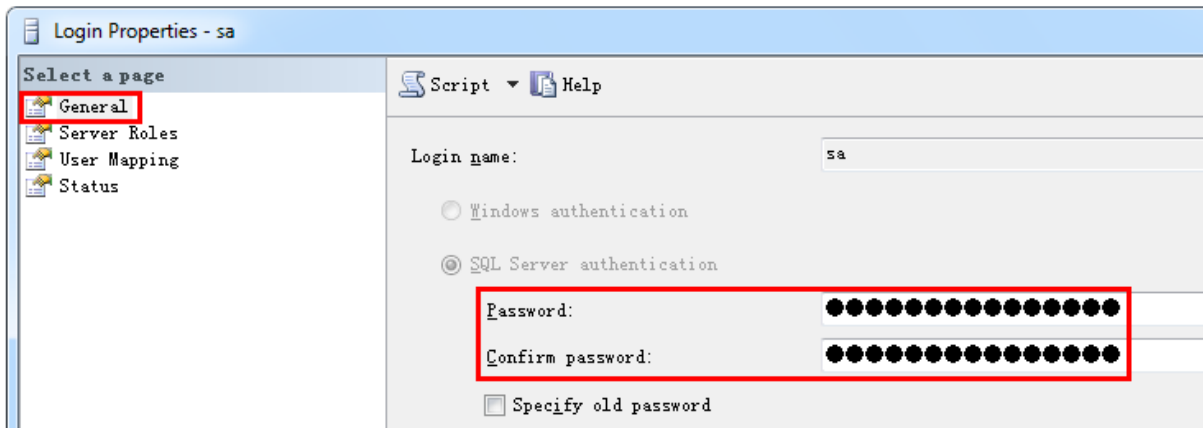 Login Properties - sa
Select a page
General
Server Roles
User Mapping
Status
Script Help
Login name: sa
Windows authentication
SQL Server authentication
Password: ●●●●●●●●●●●●●●●
Confirm password: ●●●●●●●●●●●●●●●
Specify old password